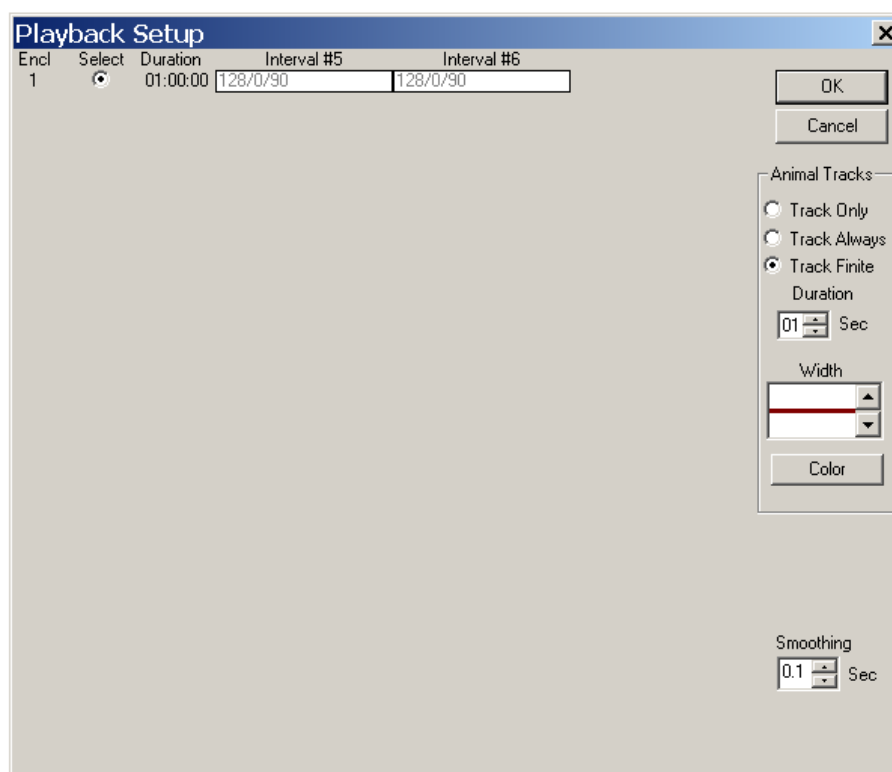 Playback Setup
Encl Select Duration Interval #5 Interval #6
1 01:00:00 128/0/90 128/0/90
OK
Cancel
Animal Tracks
Track Only
Track Always
Track Finite
Duration
01 Sec
Width
Color
Smoothing
0.1 Sec